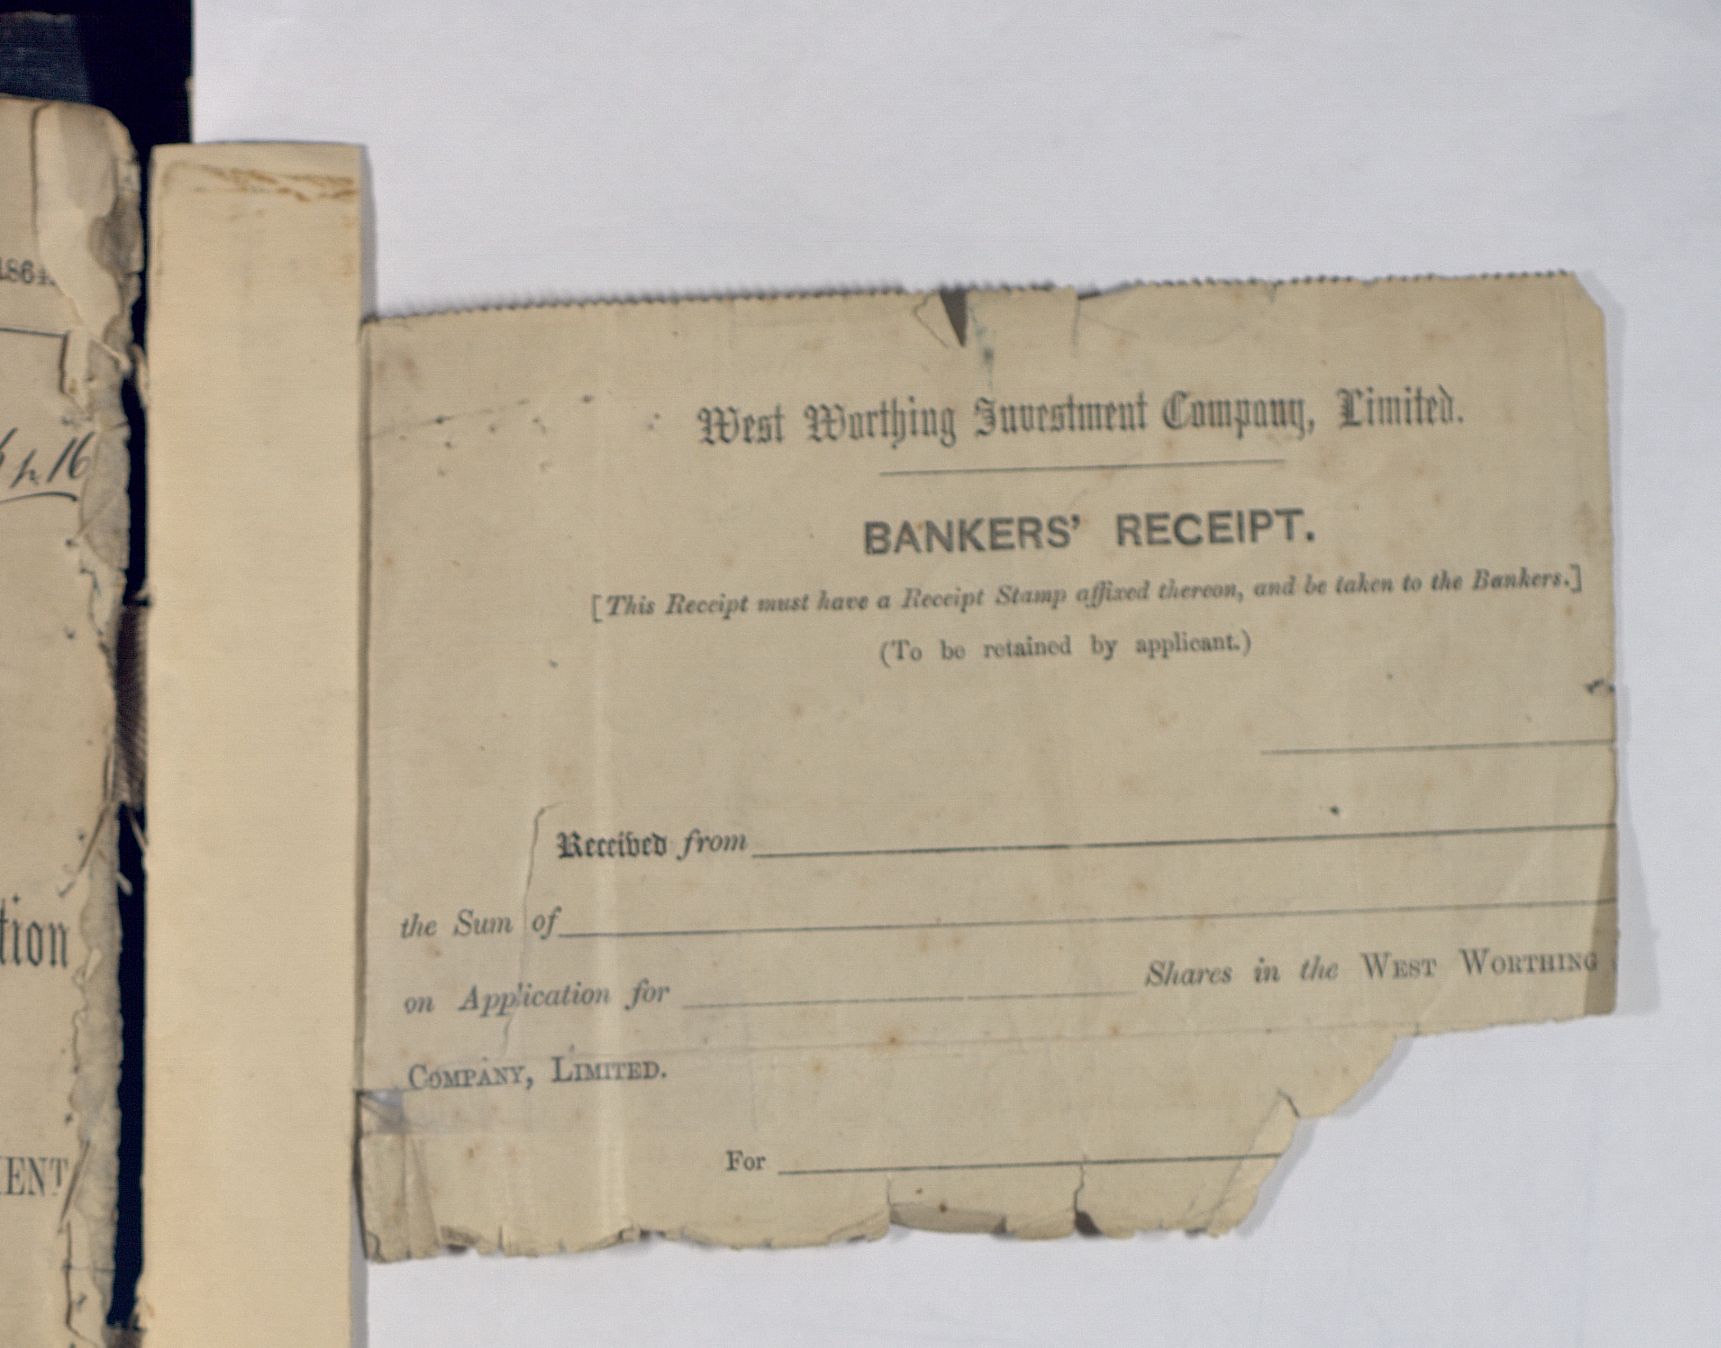 1864.
p. 16
tion
MENT
West Worthing Investment Company, Limited.
BANKERS' RECEIPT.
[This Receipt must have a Receipt Stamp affixed thereon, and be taken to the Bankers.]
(To be retained by applicant.)
Received from
the Sum of
on Application for Shares in the WEST WORTHING
COMPANY, LIMITED.
For